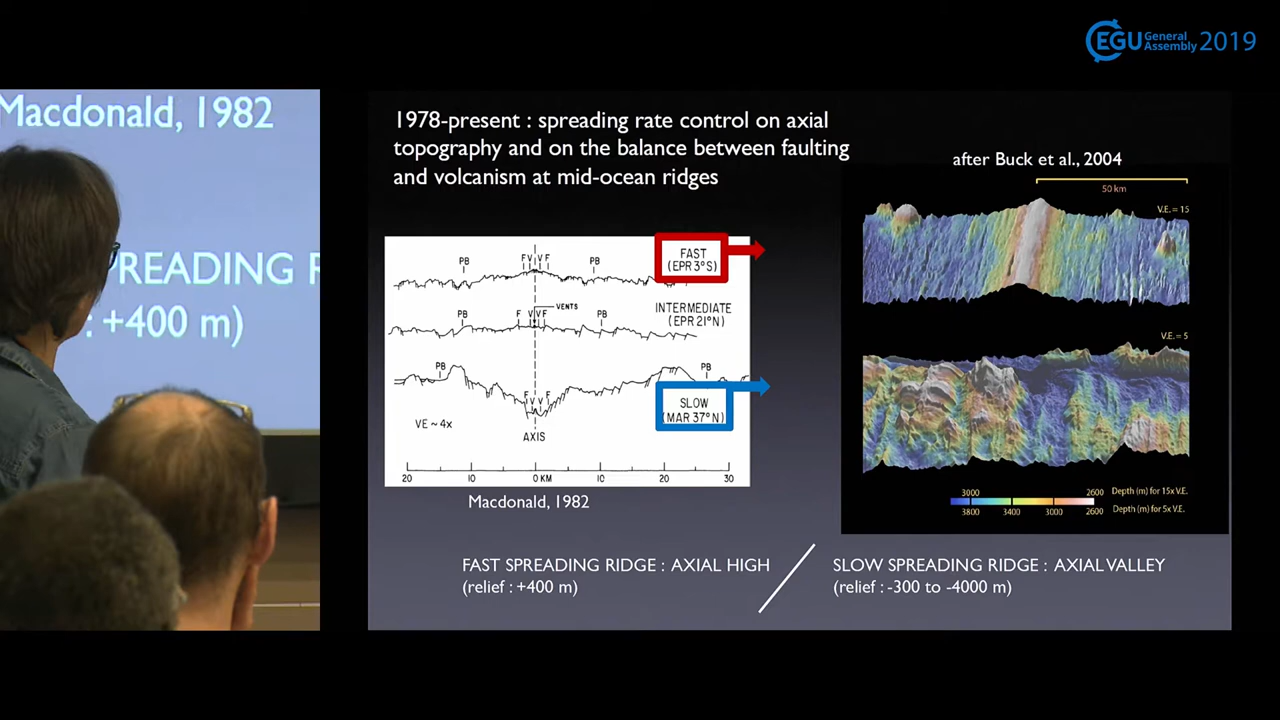 EGU General Assembly 2019
Macdonald, 1982
PREADING R
: +400 m)
1978-present : spreading rate control on axial
topography and on the balance between faulting
and volcanism at mid-ocean ridges
after Buck et al., 2004
50 km
V.E. = 15
V.E. = 5
PB
F V V F
PB
FAST
(EPR 3°S)
VENTS
PB
F V V F
PB
INTERMEDIATE
(EPR 21°N)
PB
F V V F
PB
SLOW
(MAR 37°N)
VE ~ 4x
AXIS
20 10 0 KM 10 20 30
Macdonald, 1982
3000 2600 Depth (m) for 15x V.E.
3800 3400 3000 2600 Depth (m) for 5x V.E.
FAST SPREADING RIDGE : AXIAL HIGH
(relief : +400 m)
SLOW SPREADING RIDGE : AXIAL VALLEY
(relief : -300 to -4000 m)